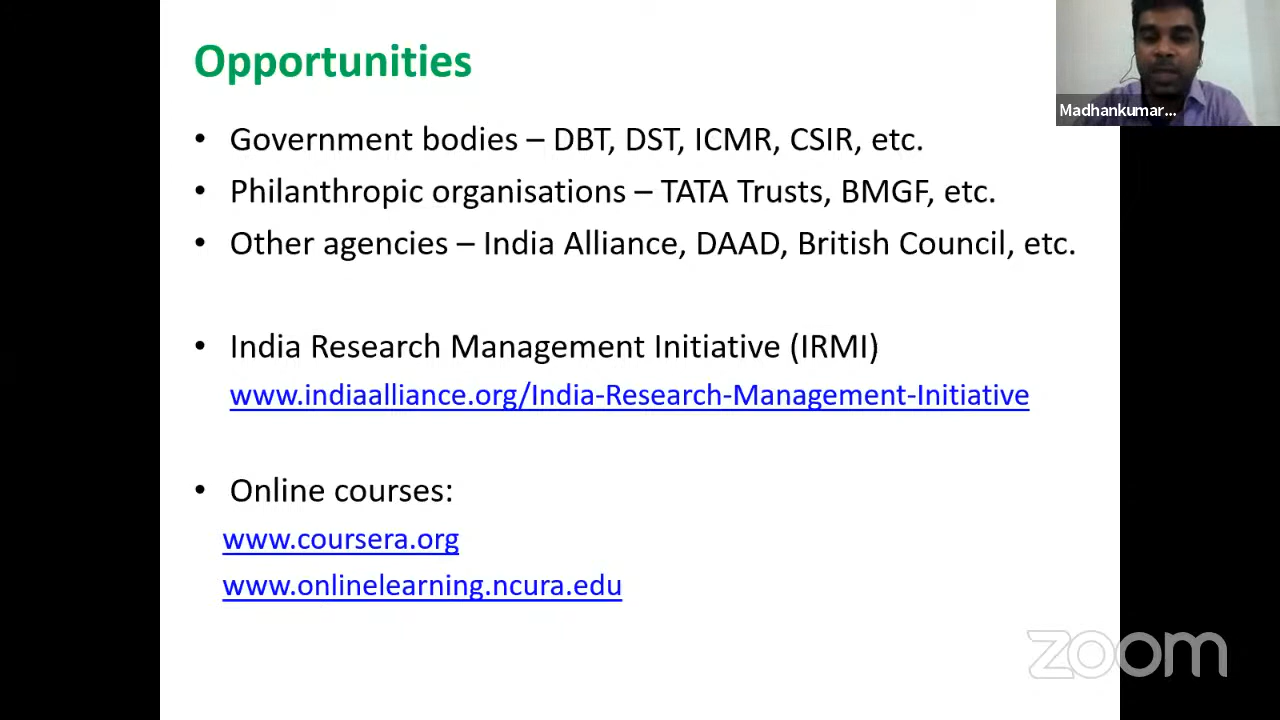 Opportunities
Madhankumar...
• Government bodies – DBT, DST, ICMR, CSIR, etc.
• Philanthropic organisations – TATA Trusts, BMGF, etc.
• Other agencies – India Alliance, DAAD, British Council, etc.
• India Research Management Initiative (IRMI)
www.indiaalliance.org/India-Research-Management-Initiative
• Online courses:
www.coursera.org
www.onlinelearning.ncura.edu
zoom